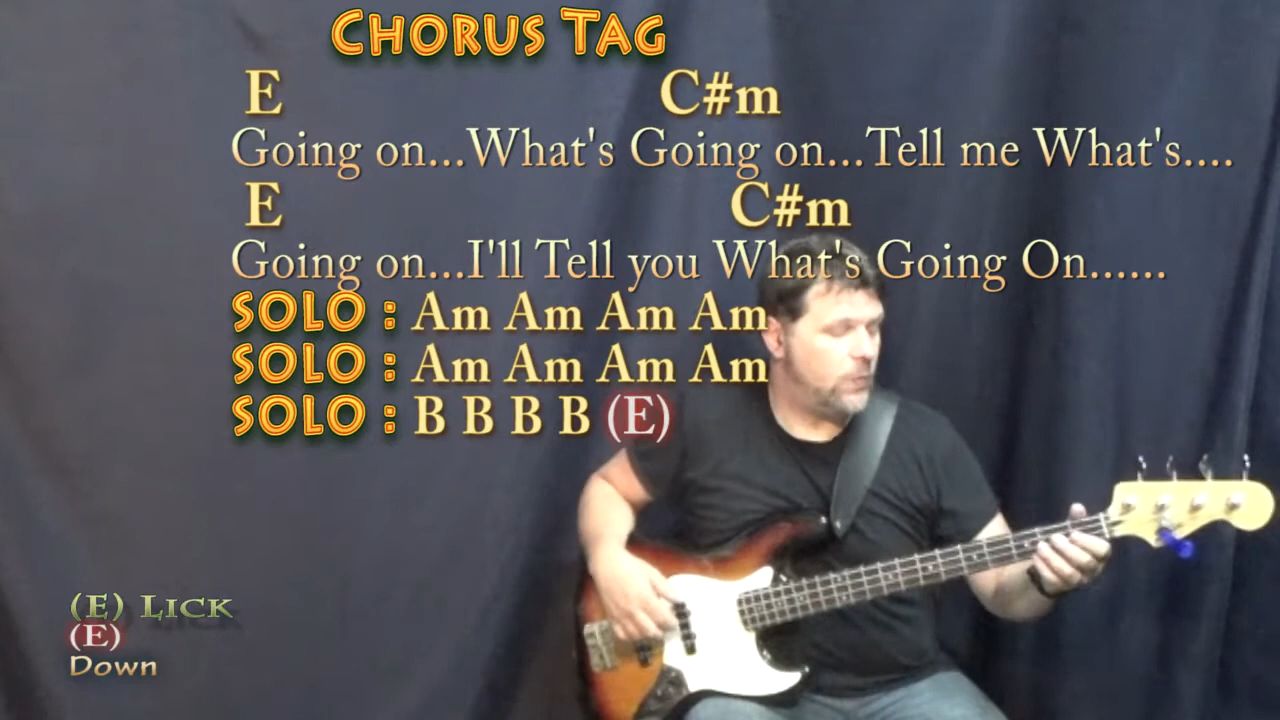 CHORUS TAG
E C#m
Going on...What's Going on...Tell me What's....
E C#m
Going on...I'll Tell you What's Going On......
SOLO : Am Am Am Am
SOLO : Am Am Am Am
SOLO : B B B B (E)
(E) LICK
(E)
Down